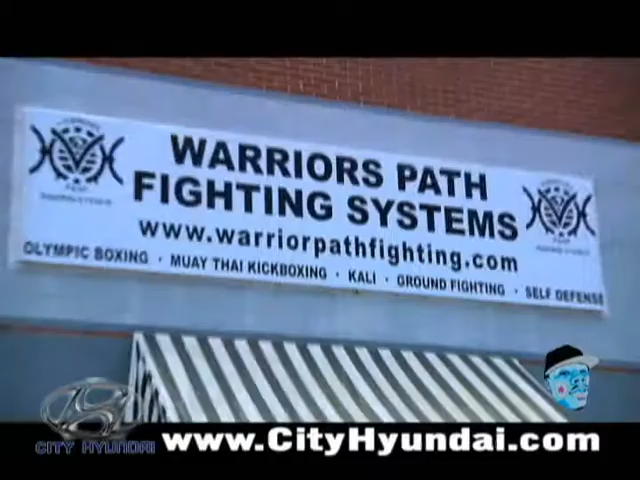 WARRIORS PATH
FIGHTING SYSTEMS
www.warriorpathfighting.com
OLYMPIC BOXING · MUAY THAI KICKBOXING · KALI · GROUND FIGHTING · SELF DEFENSE
CITY HYUNDAI
www.CityHyundai.com